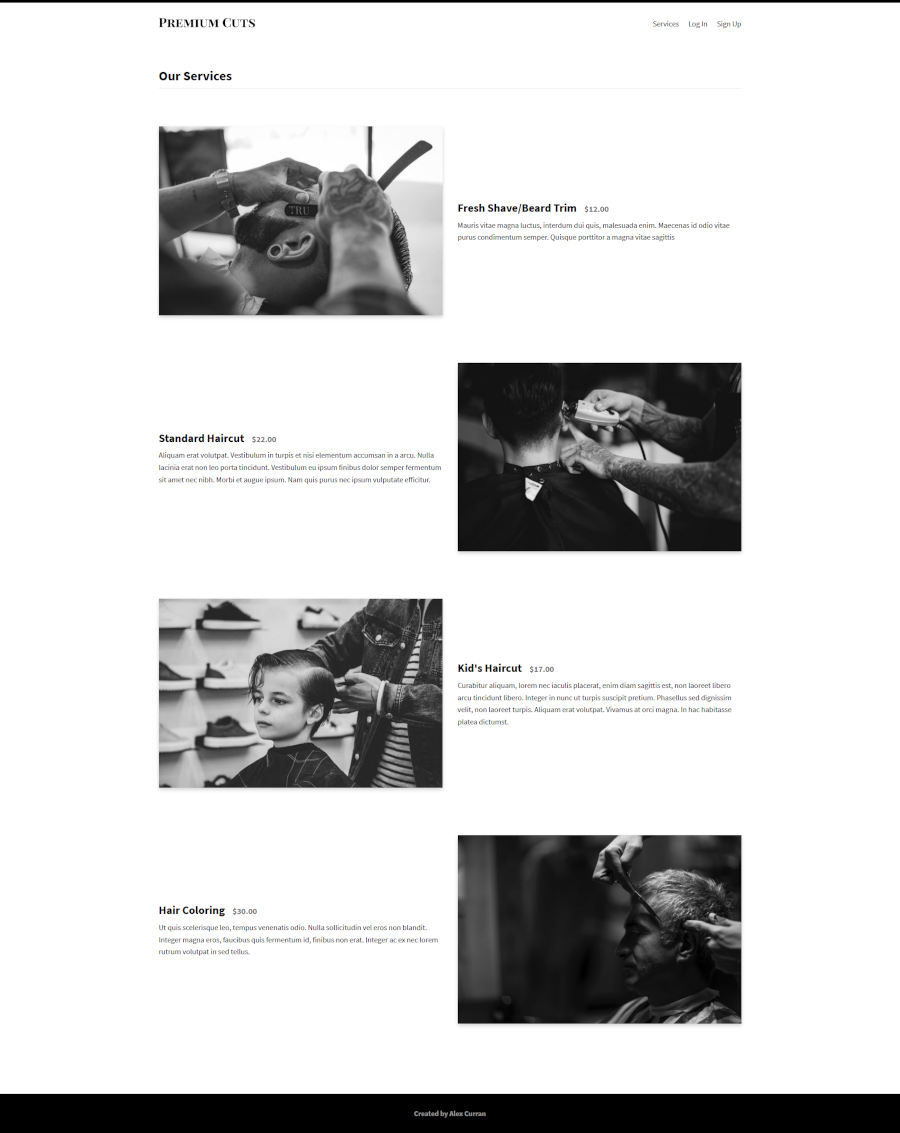 PREMIUM CUTS
Services Log In Sign Up
Our Services
TRU
Fresh Shave/Beard Trim $12.00
Mauris vitae magna luctus, interdum dui quis, malesuada enim. Maecenas id odio vitae
purus condimentum semper. Quisque porttitor a magna vitae sagittis
Standard Haircut $22.00
Aliquam erat volutpat. Vestibulum in turpis et nisi elementum accumsan in a arcu. Nulla
lacinia erat non leo porta tincidunt. Vestibulum eu ipsum finibus dolor semper fermentum
sit amet nec nibh. Morbi et augue ipsum. Nam quis purus nec ipsum vulputate efficitur.
Kid's Haircut $17.00
Curabitur aliquam, lorem nec iaculis placerat, enim diam sagittis est, non laoreet libero
arcu tincidunt libero. Integer in nunc ut turpis suscipit pretium. Phasellus sed dignissim
velit, non laoreet turpis. Aliquam erat volutpat. Vivamus at orci magna. In hac habitasse
platea dictumst.
Hair Coloring $30.00
Ut quis scelerisque leo, tempus venenatis odio. Nulla sollicitudin vel eros non blandit.
Integer magna eros, faucibus quis fermentum id, finibus non erat. Integer ac ex nec lorem
rutrum volutpat in sed tellus.
Created by Alex Curran